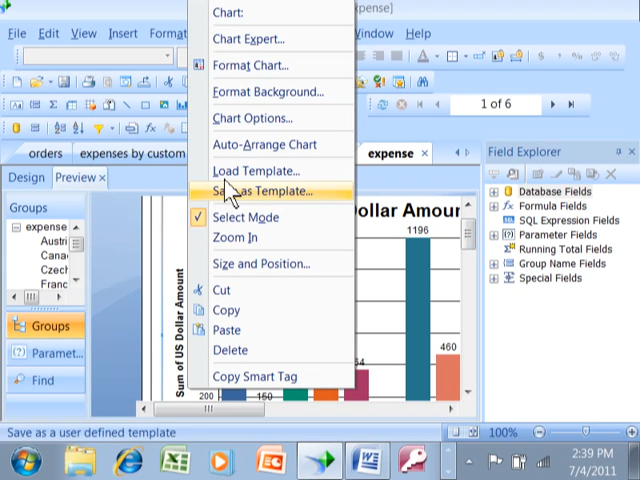 Chart:
kpense]
File Edit View Insert Format
Window Help
Chart Expert...
Format Chart...
Format Background...
Chart Options...
Auto-Arrange Chart
Load Template...
Save as Template...
Select Mode
Zoom In
Size and Position...
Cut
Copy
Paste
Delete
Copy Smart Tag
1 of 6
orders
expenses by custom
expense
Design
Preview
Groups
expense
Austri
Canad
Czech
Franc
Groups
Paramet...
Find
Sum of US Dollar Amount
Dollar Amour
1196
460
200
150
Field Explorer
Database Fields
Formula Fields
SQL Expression Fields
Parameter Fields
Running Total Fields
Group Name Fields
Special Fields
Save as a user defined template
100%
2:39 PM
7/4/2011